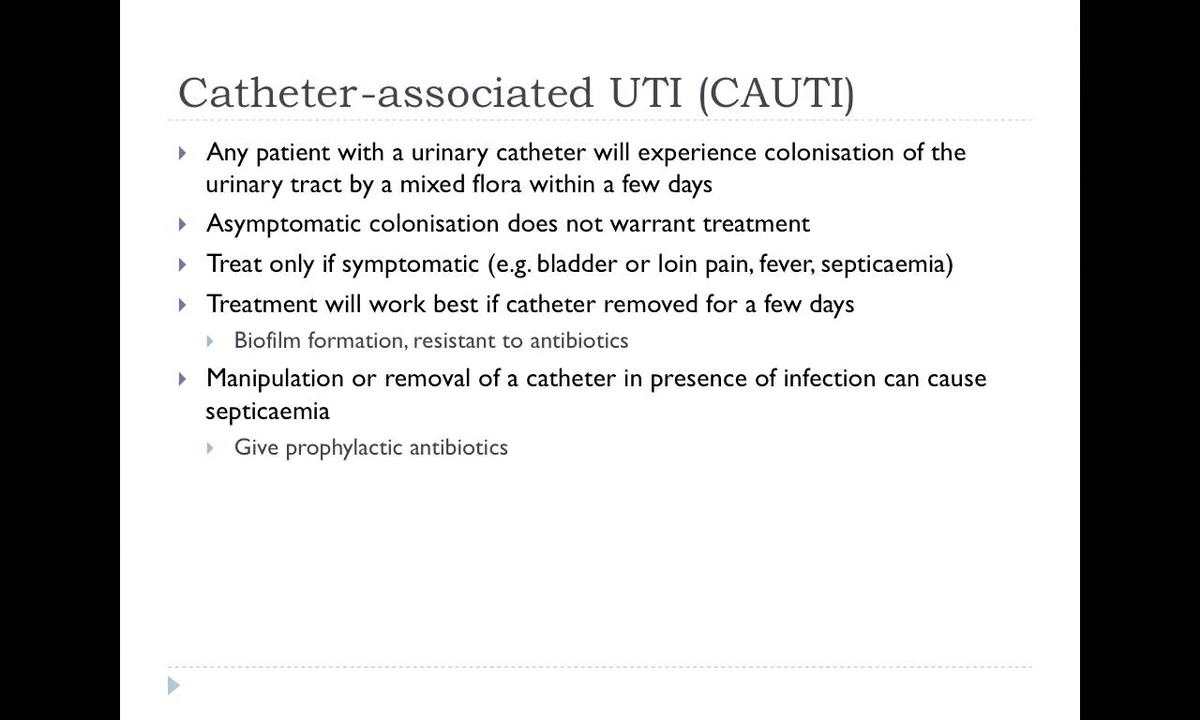 Catheter-associated UTI (CAUTI)
Any patient with a urinary catheter will experience colonisation of the
urinary tract by a mixed flora within a few days
Asymptomatic colonisation does not warrant treatment
Treat only if symptomatic (e.g. bladder or loin pain, fever, septicaemia)
Treatment will work best if catheter removed for a few days
Biofilm formation, resistant to antibiotics
Manipulation or removal of a catheter in presence of infection can cause
septicaemia
Give prophylactic antibiotics